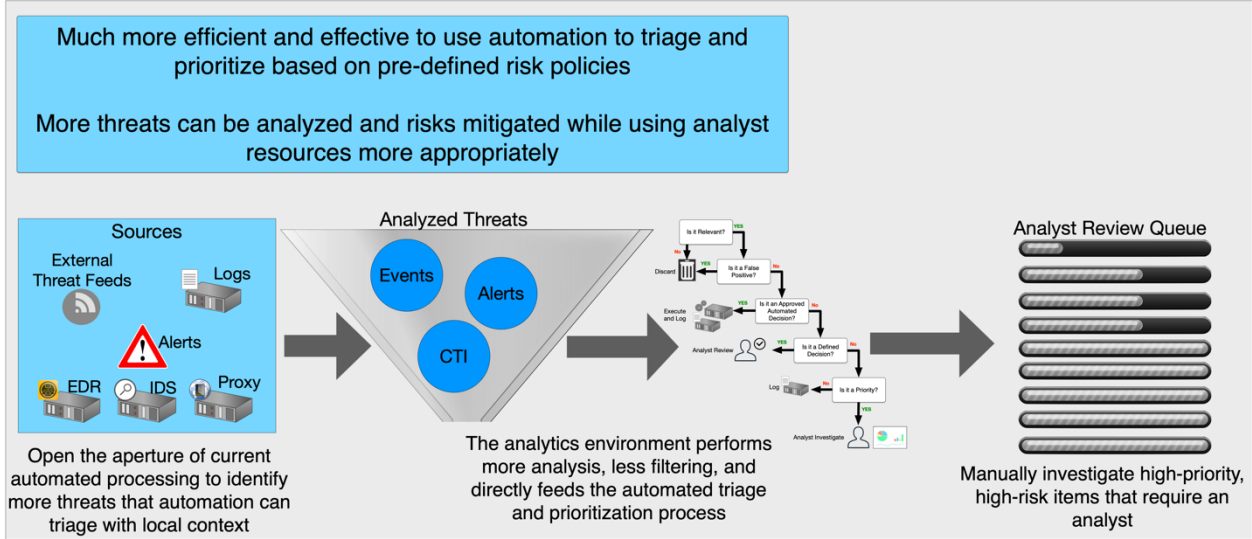 Much more efficient and effective to use automation to triage and
prioritize based on pre-defined risk policies
More threats can be analyzed and risks mitigated while using analyst
resources more appropriately
Sources
External
Threat Feeds
Logs
Alerts
EDR
IDS
Proxy
Open the aperture of current
automated processing to identify
more threats that automation can
triage with local context
Analyzed Threats
Events
Alerts
CTI
The analytics environment performs
more analysis, less filtering, and
directly feeds the automated triage
and prioritization process
Is it Relevant?
YES
No
Discard
YES
Is it a False
Positive?
No
Execute
and Log
YES
Is it an Approved
Automated
Decision?
No
Analyst Review
YES
Is it a Defined
Decision?
No
Log
No
Is it a Priority?
YES
Analyst Investigate
Analyst Review Queue
Manually investigate high-priority,
high-risk items that require an
analyst